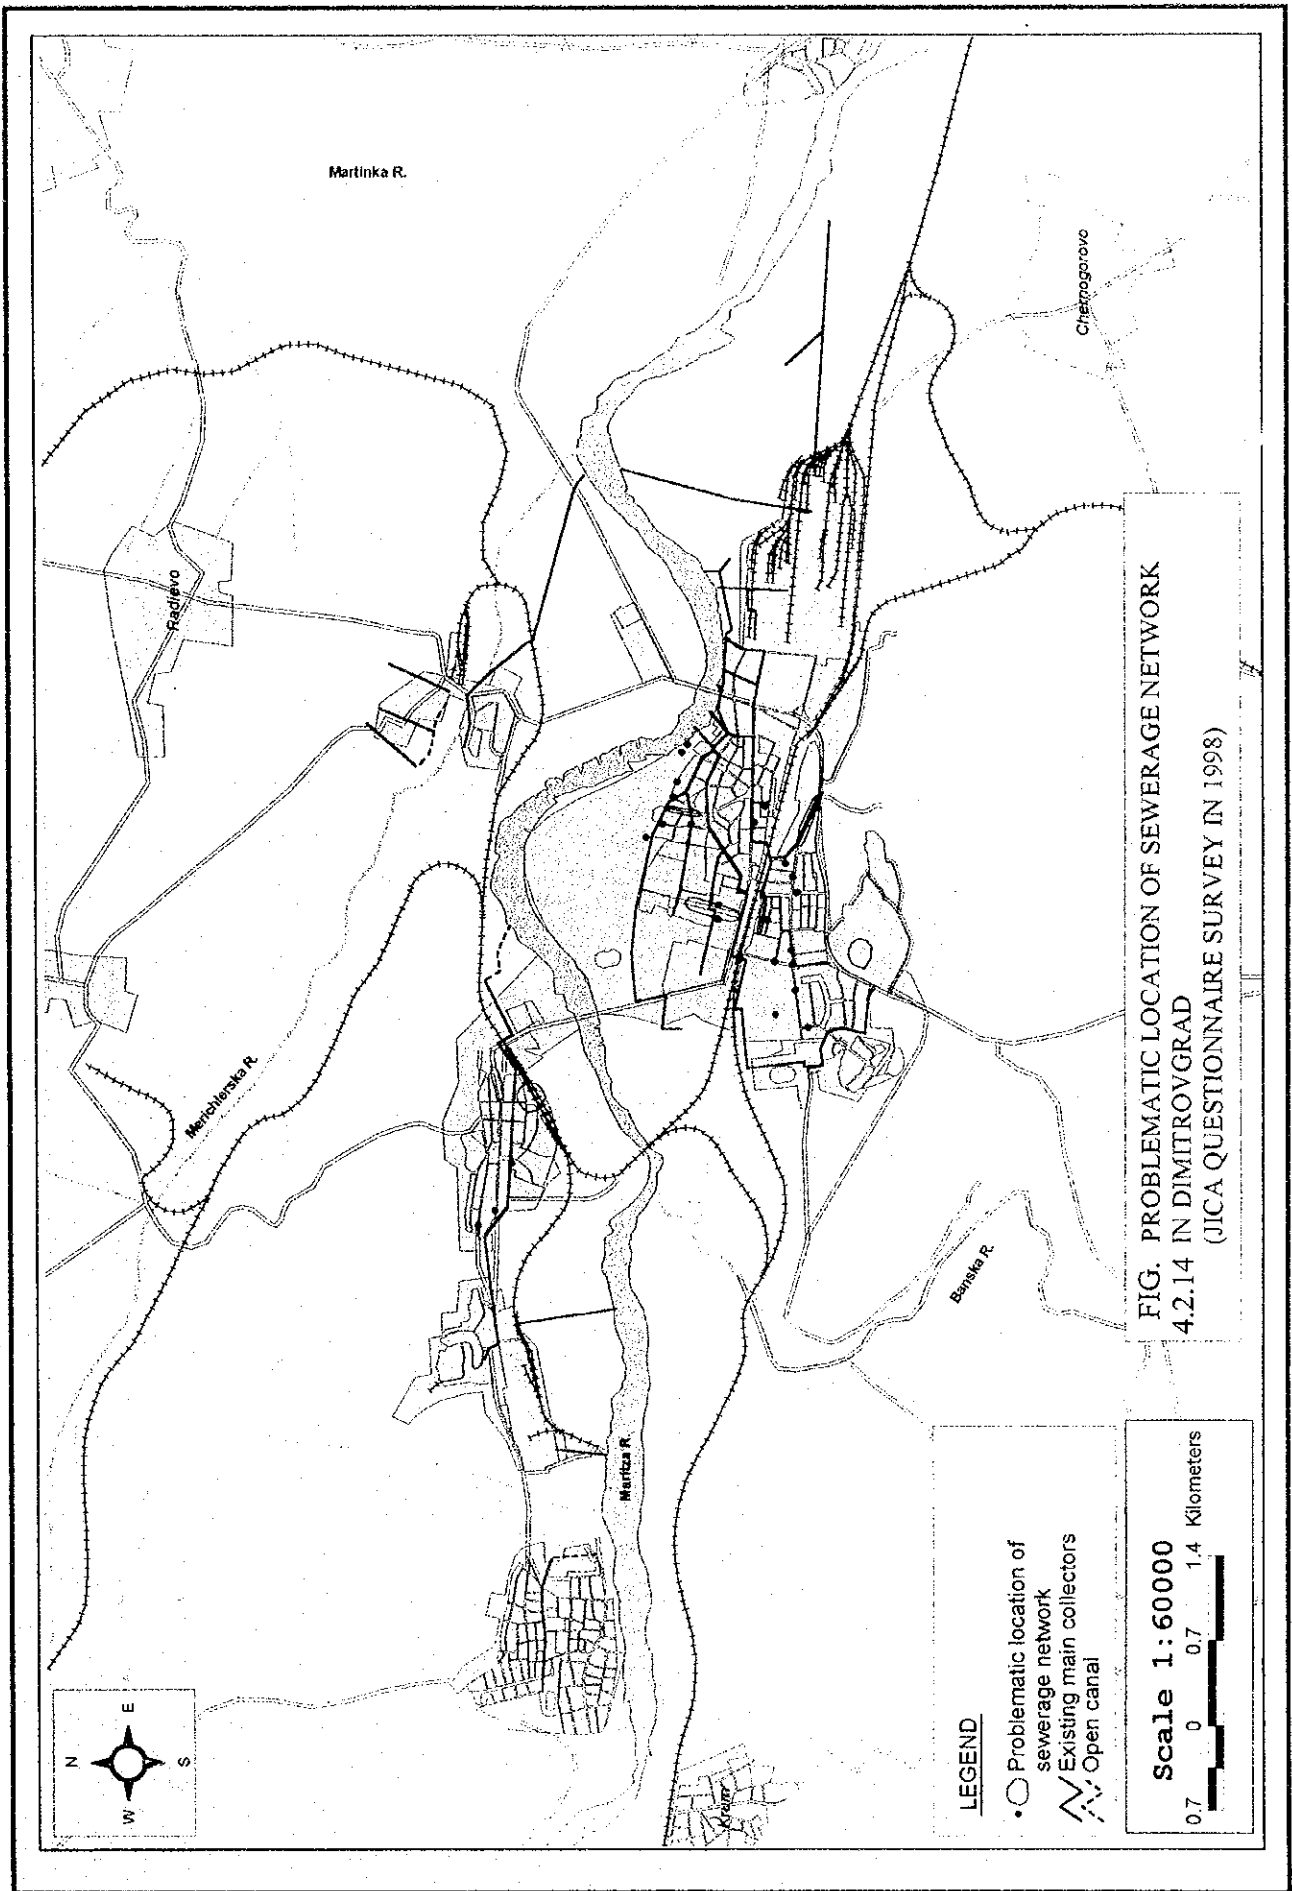 Martinka R.
Radievo
Chernogorovo
Merichlerska R.
Banska R.
Maritza R.
Krum
N
W
E
S
LEGEND
Problematic location of
sewerage network
Existing main collectors
Open canal
Scale 1:60000
0.7 0 0.7 1.4 Kilometers
FIG. PROBLEMATIC LOCATION OF SEWERAGE NETWORK
4.2.14 IN DIMITROVGRAD
(JICA QUESTIONNAIRE SURVEY IN 1998)